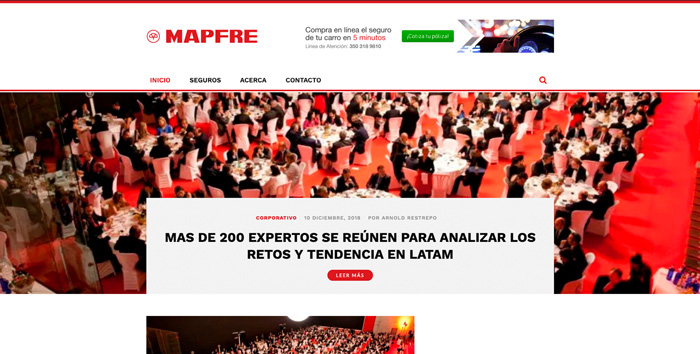 MAPFRE
Compra en línea el seguro
de tu carro en 5 minutos
Línea de Atención: 350 318 9810
¡Cotiza tu póliza!
INICIO SEGUROS ACERCA CONTACTO
CORPORATIVO 10 DICIEMBRE, 2018 POR ARNOLD RESTREPO
MAS DE 200 EXPERTOS SE REÚNEN PARA ANALIZAR LOS
RETOS Y TENDENCIA EN LATAM
LEER MÁS